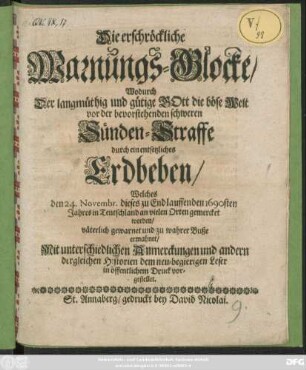 Die erschröckliche
Warnungs-Glocke/
Wodurch
Der langmüthig und gütige GOtt die böse Welt
vor der bevorstehenden schweren
Sünden-Straffe
durch ein entsetzliches
Erdbeben/
Welches
den 24. Novembr. dieses zu End lauffenden 1690sten
Jahrs in Teutschland an vielen Orten gemercket
worden/
väterlich gewarnet und zu wahrer Buße
ermahnet/
Mit unterschiedlichen Anmerckungen und andern
dergleichen Historien dem neu-begierigen Leser
in öffentlichem Druck vor-
gestellet.
St. Annaberg/ gedruckt bey David Nicolai.
9.